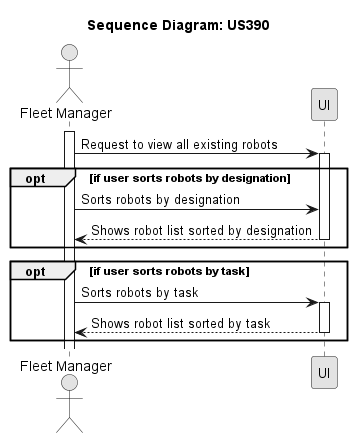 Sequence Diagram: US390
Fleet Manager
UI
Request to view all existing robots
opt
[if user sorts robots by designation]
Sorts robots by designation
Shows robot list sorted by designation
opt
[if user sorts robots by task]
Sorts robots by task
Shows robot list sorted by task
Fleet Manager
UI